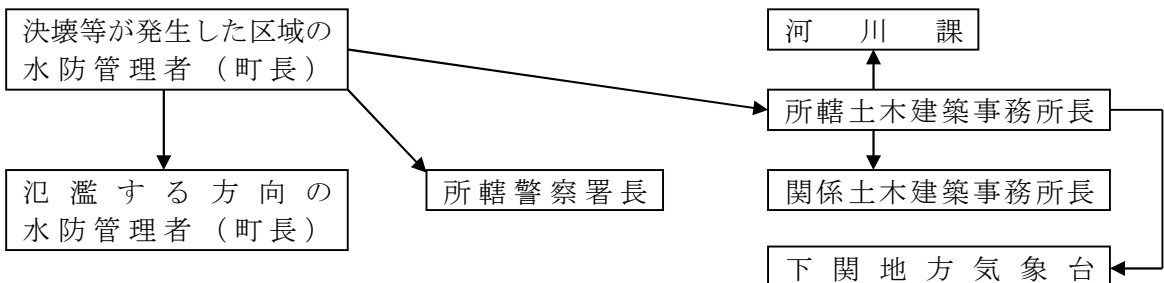 決壊等が発生した区域の
水防管理者(町長)
河川課
所轄土木建築事務所長
氾濫する方向の
水防管理者(町長)
所轄警察署長
関係土木建築事務所長
下関地方気象台